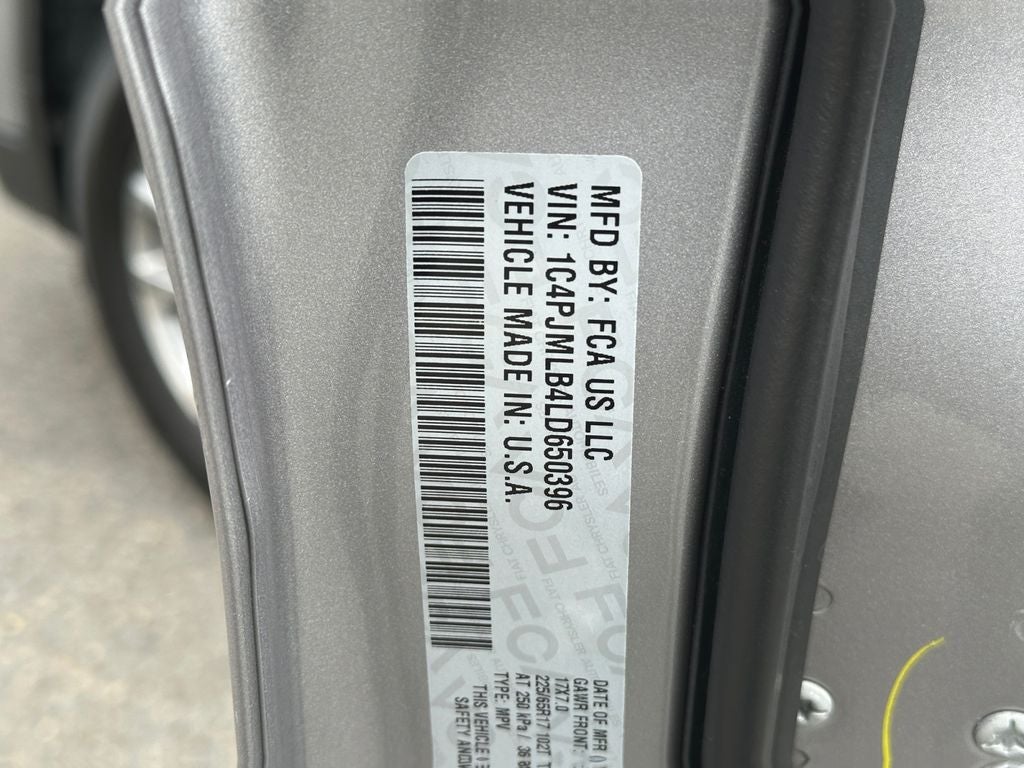 MFD BY: FCA US LLC
VIN: 1C4PJMLB4LD650396
VEHICLE MADE IN: U.S.A.
DATE OF MFR
GAWR FRONT:
17X7.0
225/65R17 102T
AT 250 kPa /
TYPE: MPV
THIS VEHICLE
SAFETY AND